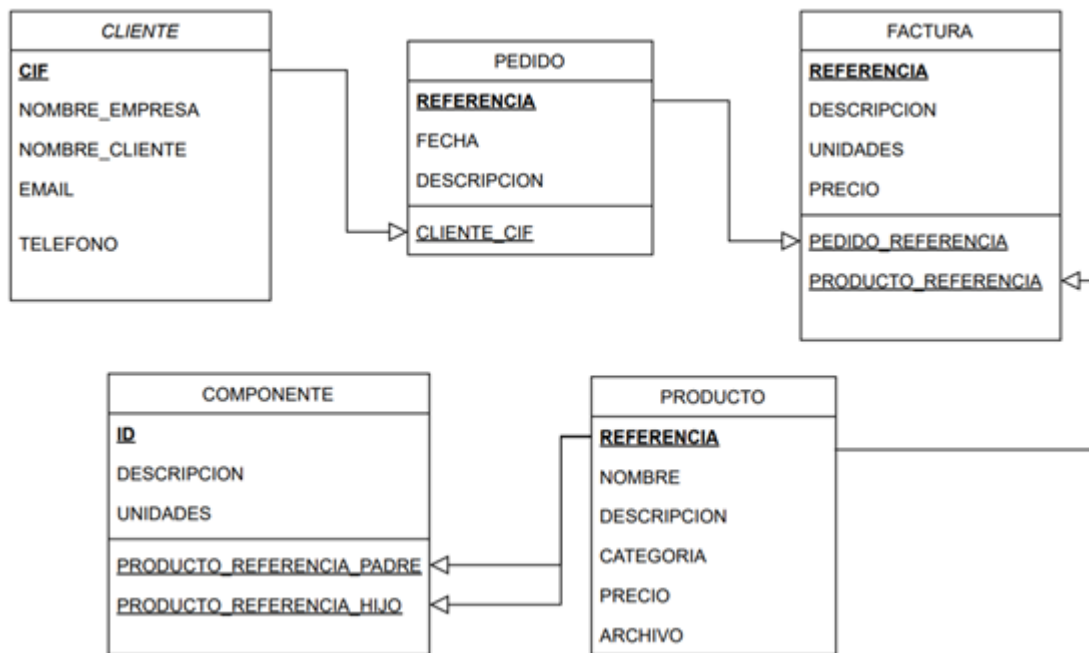 CLIENTE
CIF
NOMBRE_EMPRESA
NOMBRE_CLIENTE
EMAIL
TELEFONO
PEDIDO
REFERENCIA
FECHA
DESCRIPCION
CLIENTE_CIF
FACTURA
REFERENCIA
DESCRIPCION
UNIDADES
PRECIO
PEDIDO_REFERENCIA
PRODUCTO_REFERENCIA
COMPONENTE
ID
DESCRIPCION
UNIDADES
PRODUCTO_REFERENCIA_PADRE
PRODUCTO_REFERENCIA_HIJO
PRODUCTO
REFERENCIA
NOMBRE
DESCRIPCION
CATEGORIA
PRECIO
ARCHIVO